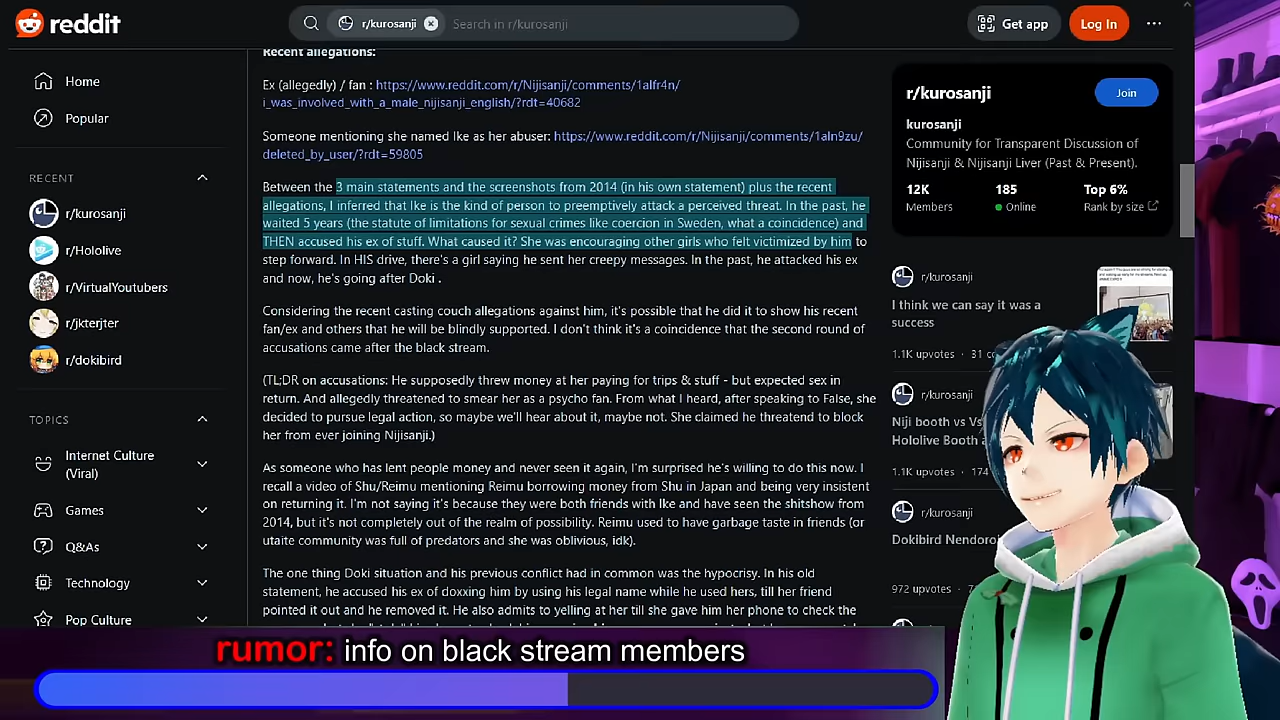 reddit
r/kurosanji
Search in r/kurosanji
Get app
Log In
Home
Popular
RECENT
r/kurosanji
r/Hololive
r/VirtualYoutubers
r/jkterjter
r/dokibird
TOPICS
Internet Culture
(Viral)
Games
Q&As
Technology
Pop Culture
Recent allegations:
Ex (allegedly) / fan : https://www.reddit.com/r/Nijisanji/comments/1alfr4n/
i_was_involved_with_a_male_nijisanji_english/?rdt=40682
Someone mentioning she named Ike as her abuser: https://www.reddit.com/r/Nijisanji/comments/1aln9zu/
deleted_by_user/?rdt=59805
Between the 3 main statements and the screenshots from 2014 (in his own statement) plus the recent
allegations, I inferred that Ike is the kind of person to preemptively attack a perceived threat. In the past, he
waited 5 years (the statute of limitations for sexual crimes like coercion in Sweden, what a coincidence) and
THEN accused his ex of stuff. What caused it? She was encouraging other girls who felt victimized by him to
step forward. In HIS drive, there's a girl saying he sent her creepy messages. In the past, he attacked his ex
and now, he's going after Doki.
Considering the recent casting couch allegations against him, it's possible that he did it to show his recent
fan/ex and others that he will be blindly supported. I don't think it's a coincidence that the second round of
accusations came after the black stream.
(TL;DR on accusations: He supposedly threw money at her paying for trips & stuff - but expected sex in
return. And allegedly threatened to smear her as a psycho fan. From what I heard, after speaking to False, she
decided to pursue legal action, so maybe we'll hear about it, maybe not. She claimed he threatend to block
her from ever joining Nijisanji.)
As someone who has lent people money and never seen it again, I'm surprised he's willing to do this now. I
recall a video of Shu/Reimu mentioning Reimu borrowing money from Shu in Japan and being very insistent
on returning it. I'm not saying it's because they were both friends with Ike and have seen the shitshow from
2014, but it's not completely out of the realm of possibility. Reimu used to have garbage taste in friends (or
utaite community was full of predators and she was oblivious, idk).
The one thing Doki situation and his previous conflict had in common was the hypocrisy. In his old
statement, he accused his ex of doxxing him by using his legal name while he used hers, till her friend
pointed it out and he removed it. He also admits to yelling at her till she gave him her phone to check the
r/kurosanji
Join
kurosanji
Community for Transparent Discussion of
Nijisanji & Nijisanji Liver (Past & Present).
12K
185
Top 6%
Members
Online
Rank by size
r/kurosanji
I think we can say it was a
success
1.1K upvotes
r/kurosanji
Niji booth vs Vs
Hololive Booth
1.1K upvotes · 174
r/kurosanji
Dokibird Nendoro
972 upvotes
rumor: info on black stream members